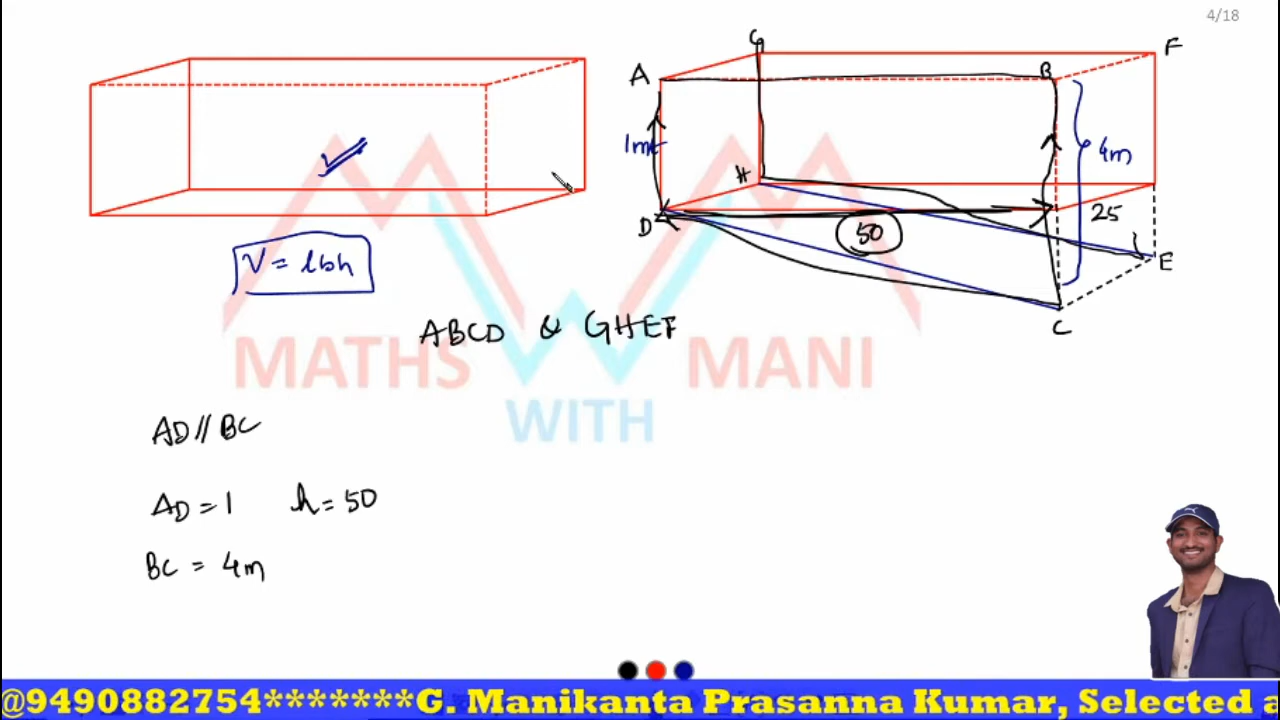 4/18
G
F
A
B
1mt
4m
H
D
50
25
E
C
V = lbh
ABCD & GHEF
MATHS
WITH
MANI
AD // BC
AD = 1 h = 50
BC = 4m
@9490882754*******G. Manikanta Prasanna Kumar, Selected a